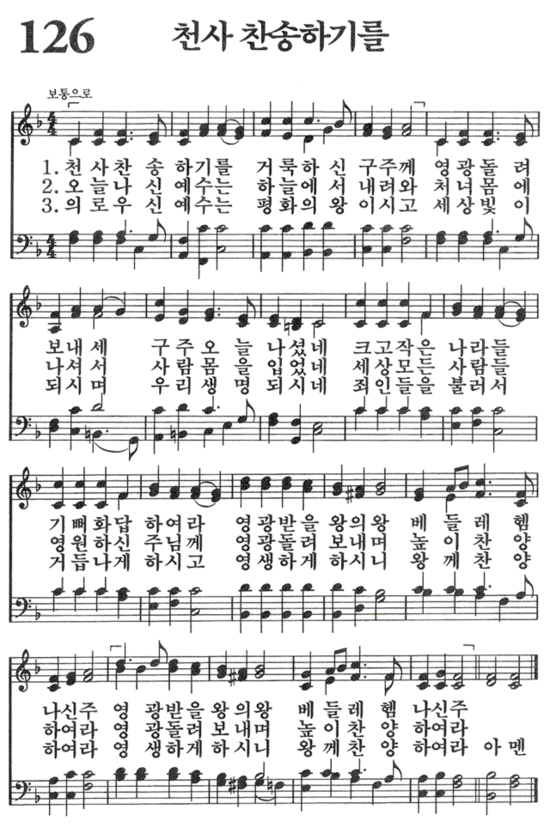 126 천사 찬송하기를
보통으로
1. 천사찬송하기를 거룩하신 구주께 영광돌려
2. 오늘나신예수는 하늘에서내려와 처녀몸에
3. 의로우신예수는 평화의왕이시고 세상빛이
보내세 구주오늘 나셨네 크고작은 나라들
나셔서 사람몸을 입었네 세상모든 사람들
되시며 우리생명 되시네 죄인들을 불러서
기뻐화답 하여라 영광받을 왕의왕 베들레헴
영원하신 주님께 영광돌려 보내며 높이찬양
거듭나게 하시고 영생하게 하시니 왕께찬양
나신주 영광받을왕의왕 베들레헴 나신주
하여라 영광돌려보내며 높이찬양 하여라
하여라 영생하게하시니 왕께찬양 하여라 아멘